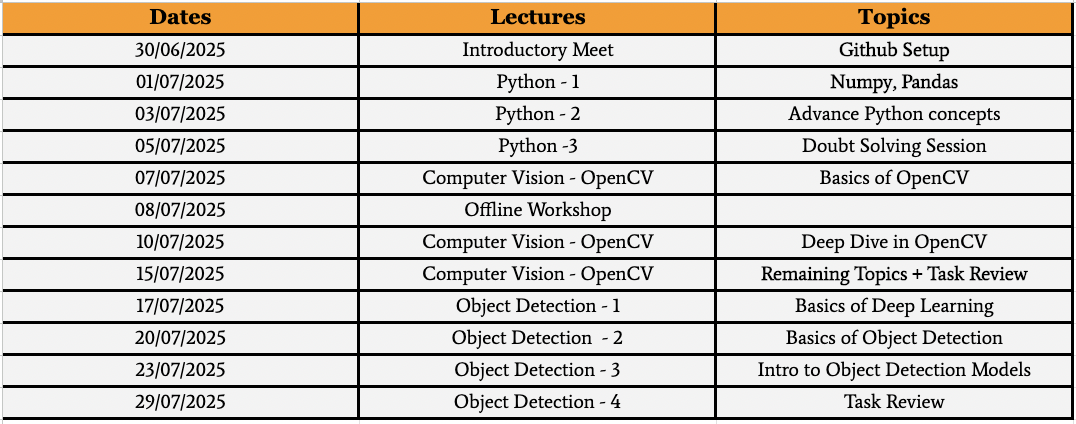 Dates Lectures Topics
30/06/2025 Introductory Meet Github Setup
01/07/2025 Python - 1 Numpy, Pandas
03/07/2025 Python - 2 Advance Python concepts
05/07/2025 Python -3 Doubt Solving Session
07/07/2025 Computer Vision - OpenCV Basics of OpenCV
08/07/2025 Offline Workshop
10/07/2025 Computer Vision - OpenCV Deep Dive in OpenCV
15/07/2025 Computer Vision - OpenCV Remaining Topics + Task Review
17/07/2025 Object Detection - 1 Basics of Deep Learning
20/07/2025 Object Detection  - 2 Basics of Object Detection
23/07/2025 Object Detection - 3 Intro to Object Detection Models
29/07/2025 Object Detection - 4 Task Review